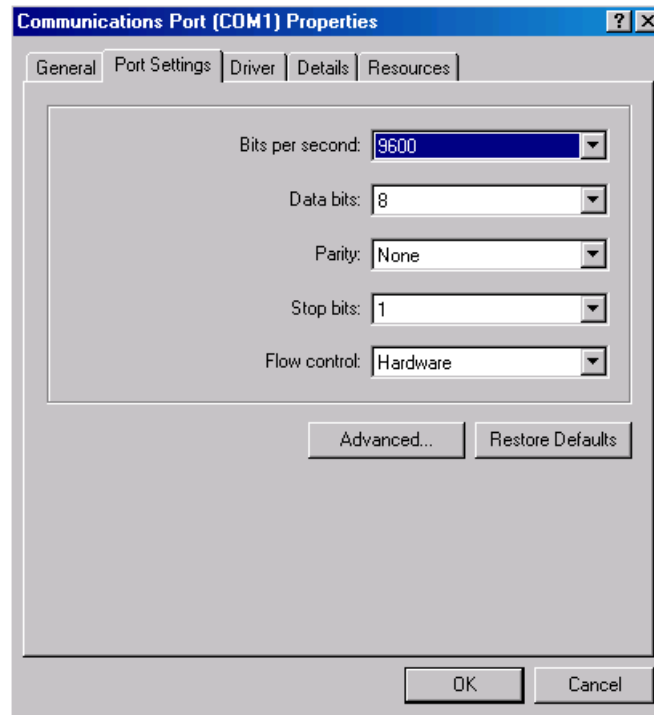 Communications Port (COM1) Properties
General Port Settings Driver Details Resources
Bits per second: 9600
Data bits: 8
Parity: None
Stop bits: 1
Flow control: Hardware
Advanced... Restore Defaults
OK Cancel